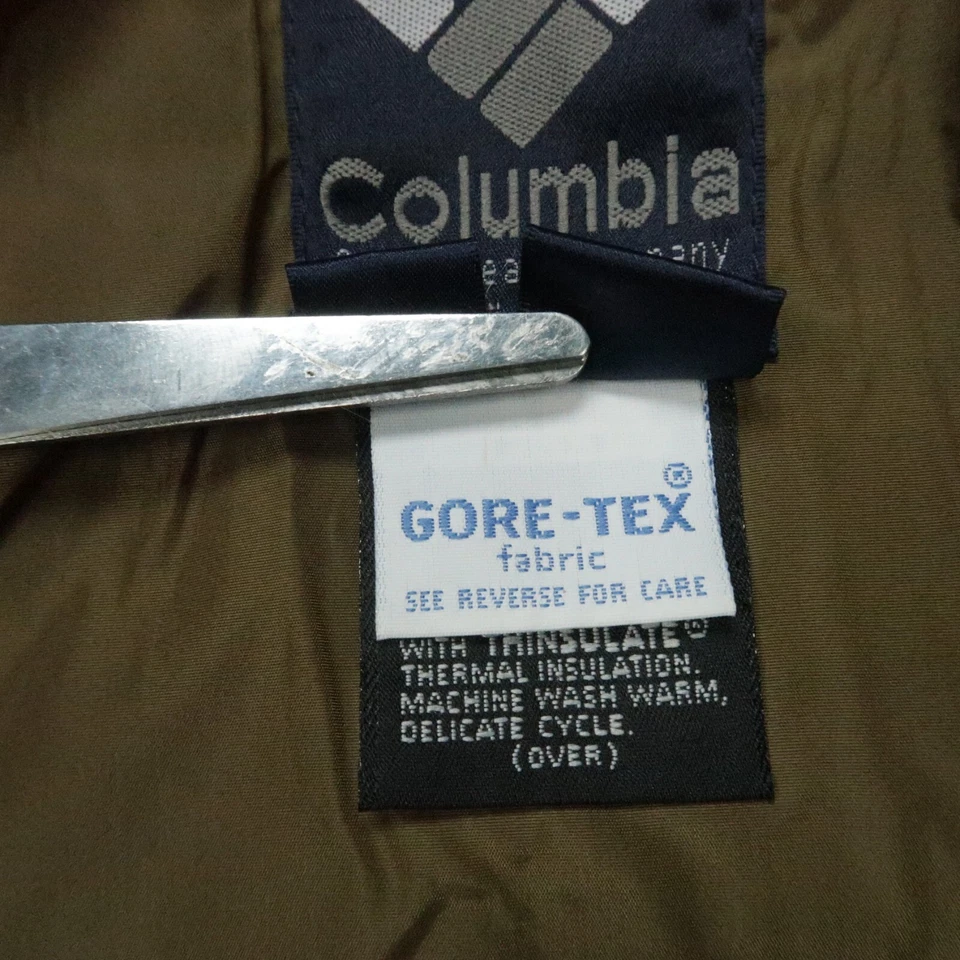 Columbia
GORE-TEX®
fabric
SEE REVERSE FOR CARE
WITH THINSULATE
THERMAL INSULATION.
MACHINE WASH WARM,
DELICATE CYCLE.
(OVER)